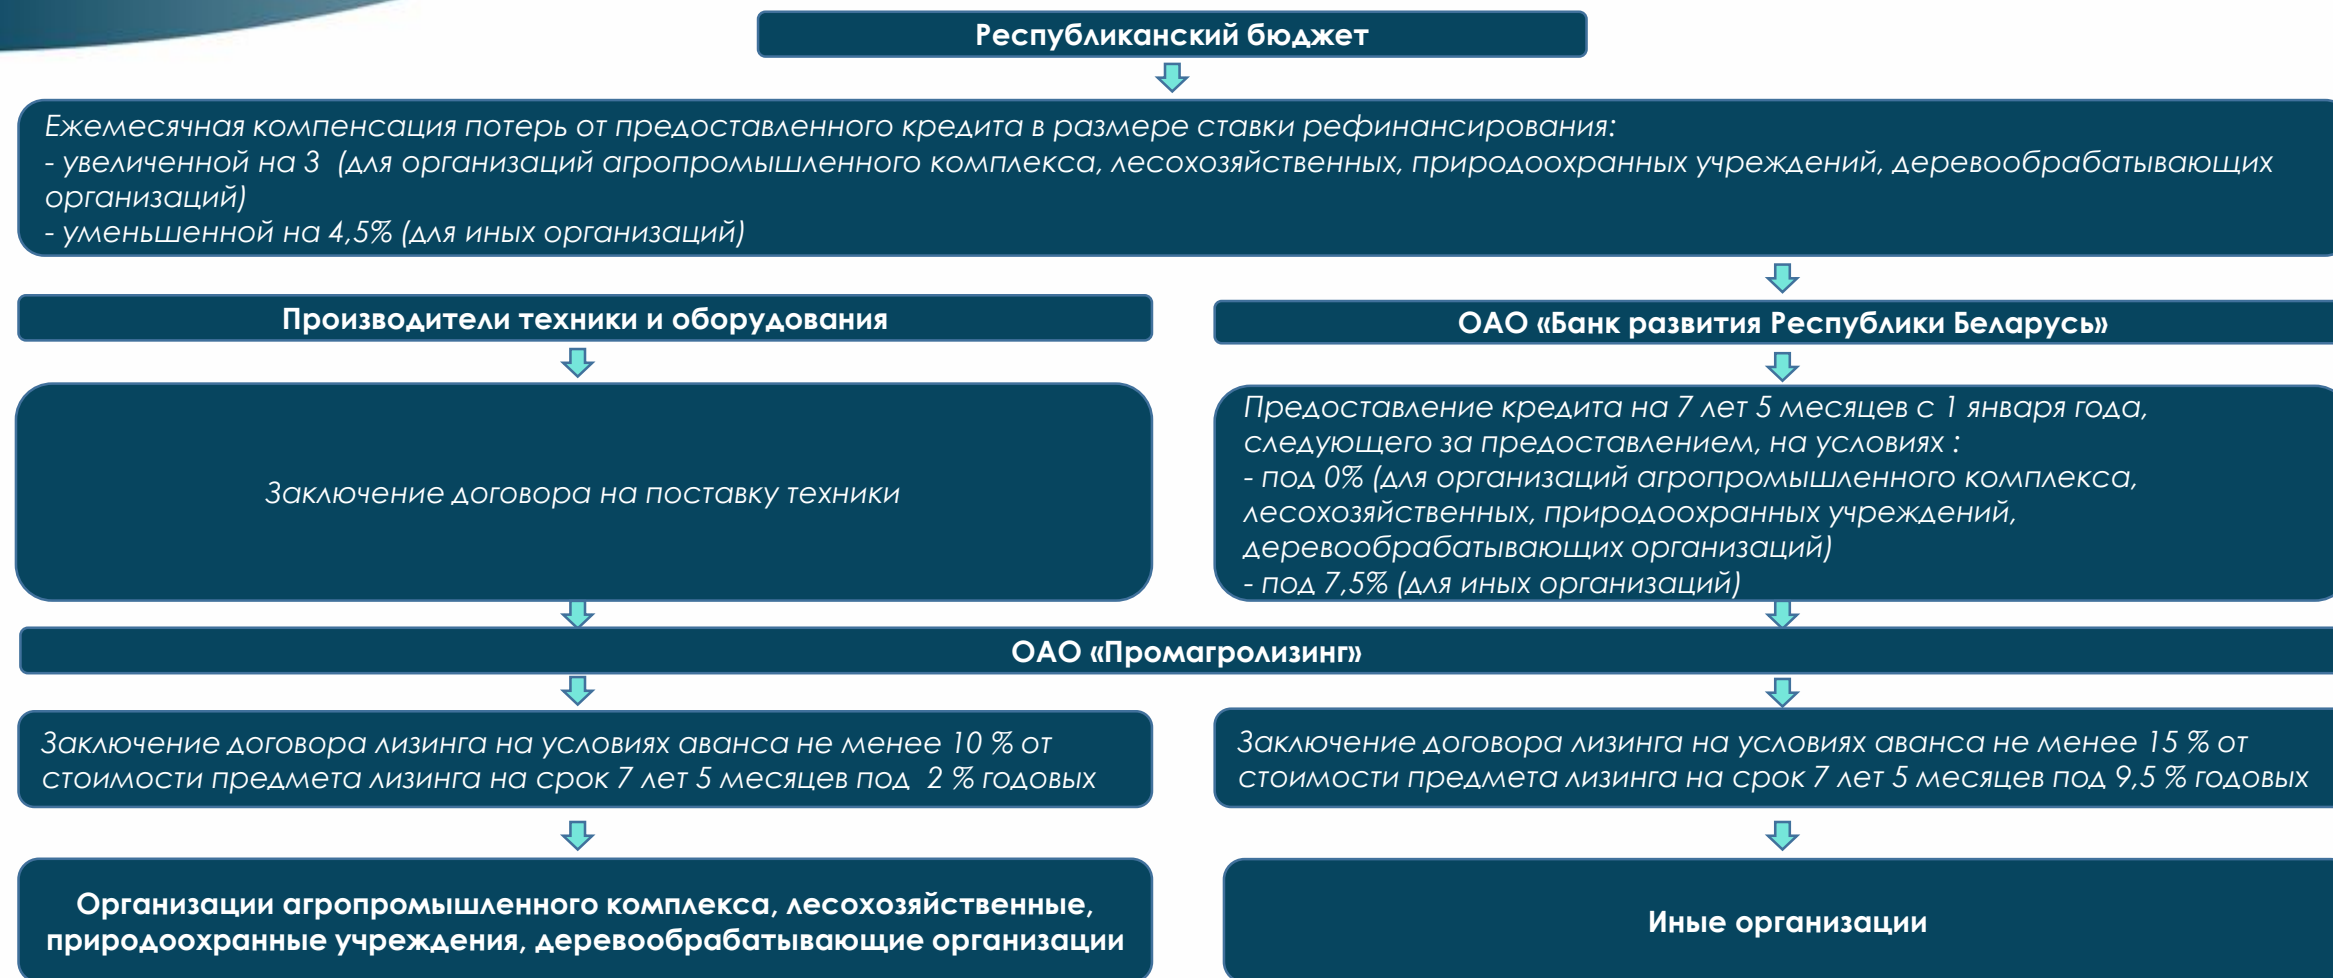 Республиканский бюджет
Ежемесячная компенсация потерь от предоставленного кредита в размере ставки рефинансирования:
- увеличенной на 3  (для организаций агропромышленного комплекса, лесохозяйственных, природоохранных учреждений, деревообрабатывающих
организаций)
- уменьшенной на 4,5% (для иных организаций)
Производители техники и оборудования
ОАО «Банк развития Республики Беларусь»
Заключение договора на поставку техники
Предоставление кредита на 7 лет 5 месяцев с 1 января года,
следующего за предоставлением, на условиях :
- под 0% (для организаций агропромышленного комплекса,
лесохозяйственных, природоохранных учреждений,
деревообрабатывающих организаций)
- под 7,5% (для иных организаций)
ОАО «Промагролизинг»
Заключение договора лизинга на условиях аванса не менее 10 % от
стоимости предмета лизинга на срок 7 лет 5 месяцев под  2 % годовых
Заключение договора лизинга на условиях аванса не менее 15 % от
стоимости предмета лизинга на срок 7 лет 5 месяцев под 9,5 % годовых
Организации агропромышленного комплекса, лесохозяйственные,
природоохранные учреждения, деревообрабатывающие организации
Иные организации